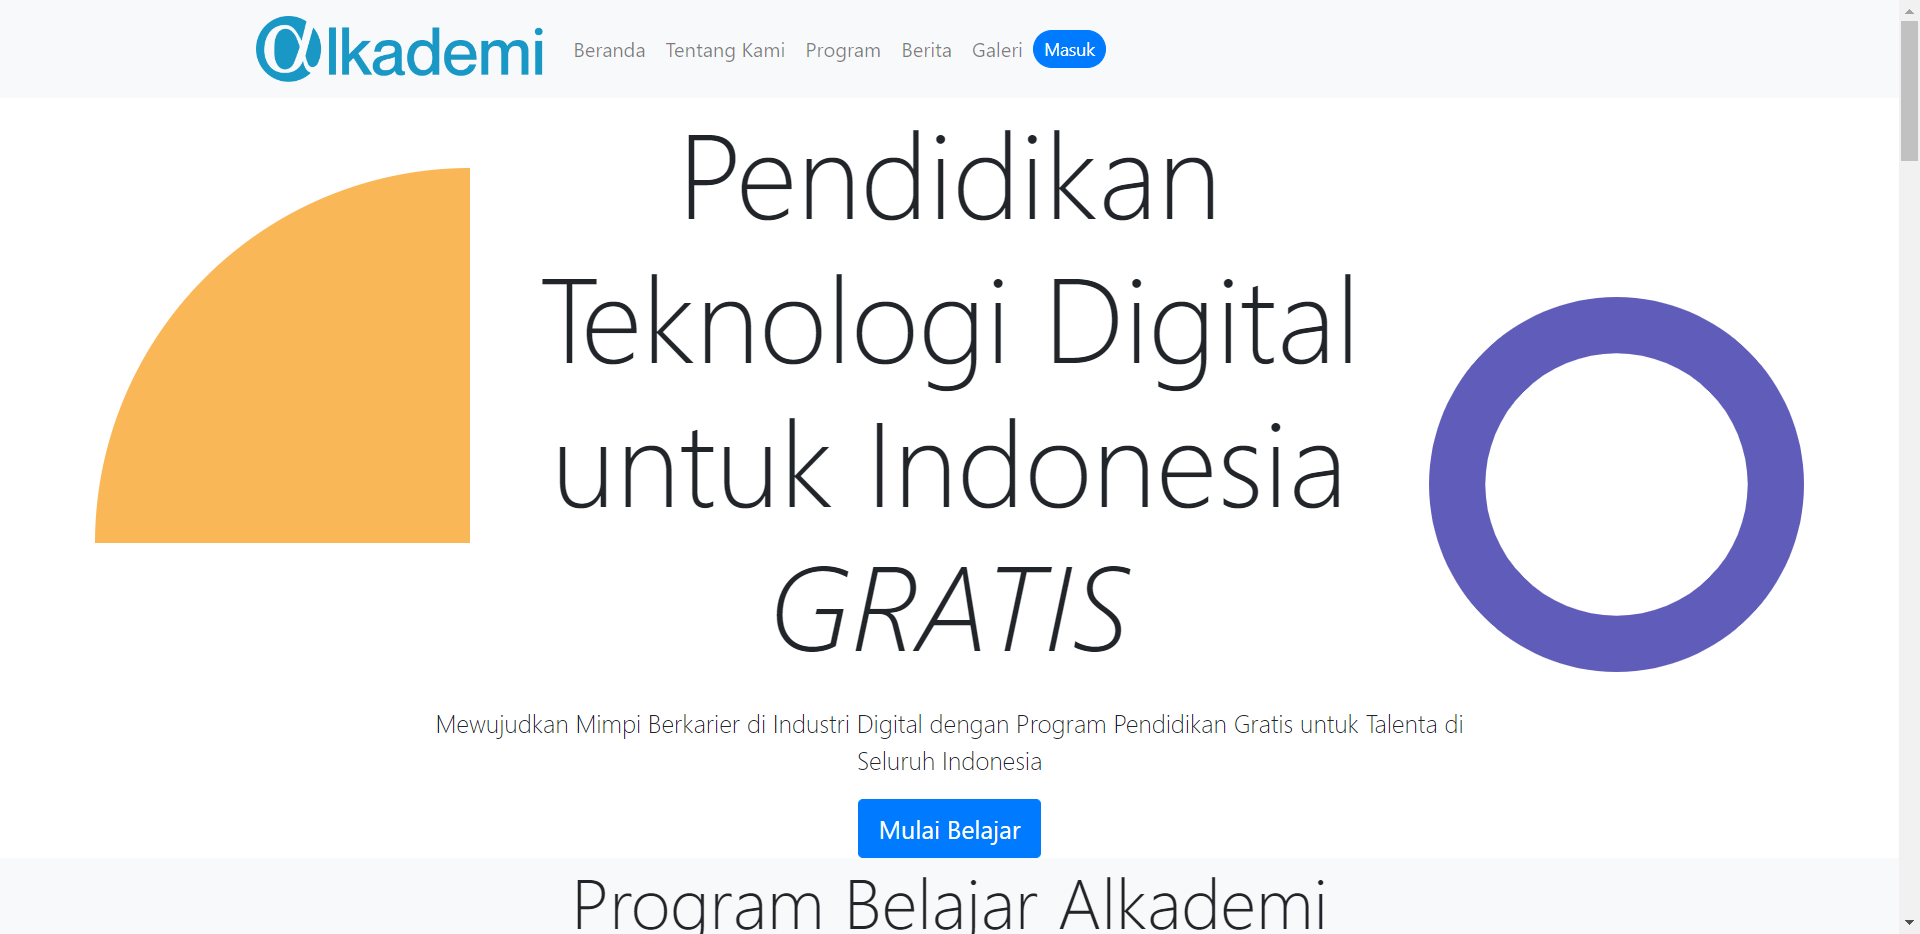 @lkademi
Beranda Tentang Kami Program Berita Galeri Masuk
Pendidikan
Teknologi Digital
untuk Indonesia
GRATIS
Mewujudkan Mimpi Berkarier di Industri Digital dengan Program Pendidikan Gratis untuk Talenta di
Seluruh Indonesia
Mulai Belajar
Program Belajar Alkademi